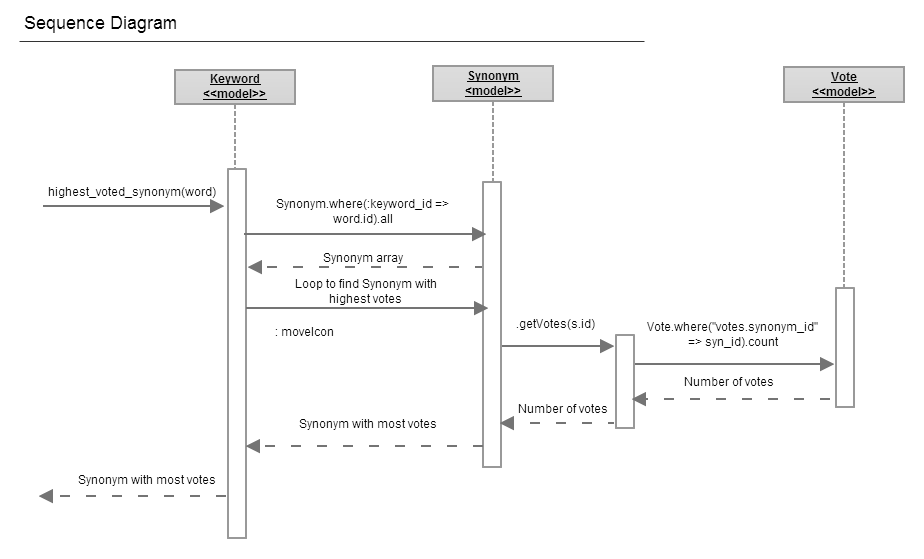 Sequence Diagram
Keyword
<<model>>
Synonym
<model>>
Vote
<<model>>
highest_voted_synonym(word)
Synonym.where(:keyword_id =>
word.id).all
Synonym array
Loop to find Synonym with
highest votes
: moveIcon
.getVotes(s.id)
Vote.where("votes.synonym_id"
=> syn_id).count
Number of votes
Number of votes
Synonym with most votes
Synonym with most votes